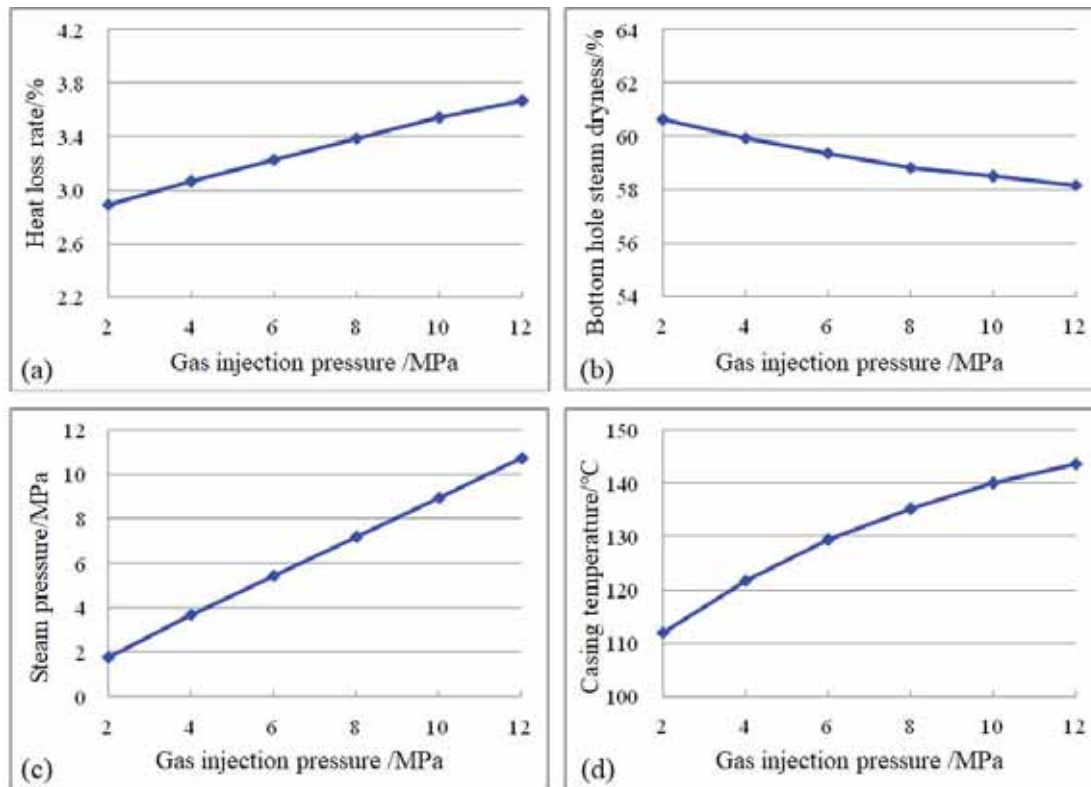 4.2
3.8
3.4
3.0
2.6
2.2
Heat loss rate/%
2 4 6 8 10 12
Gas injection pressure /MPa
(a)
64
62
60
58
56
54
Bottom hole steam dryness/%
2 4 6 8 10 12
Gas injection pressure /MPa
(b)
12
10
8
6
4
2
0
Steam pressure/MPa
2 4 6 8 10 12
Gas injection pressure /MPa
(c)
150
140
130
120
110
100
Casing temperature/°C
2 4 6 8 10 12
Gas injection pressure /MPa
(d)